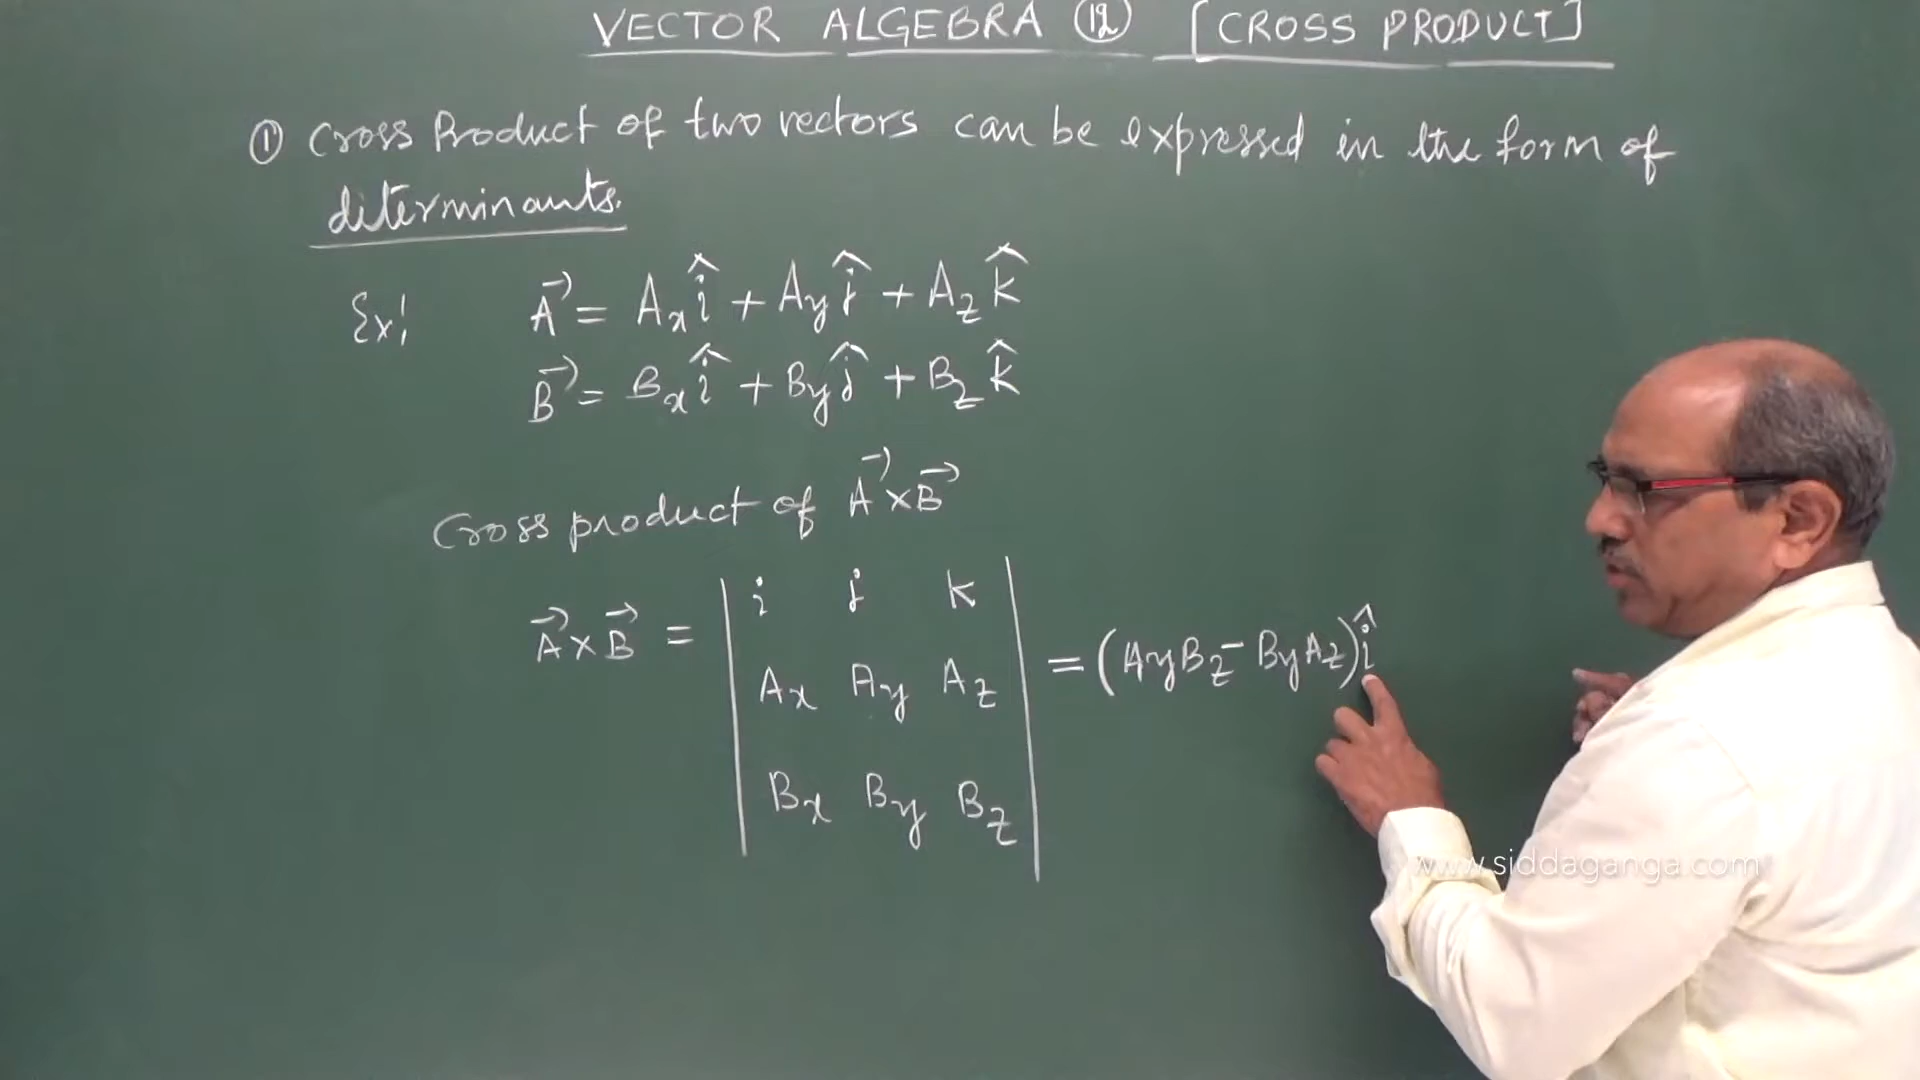 VECTOR ALGEBRA ⑫ [CROSS PRODUCT]
① Cross Product of two vectors can be expressed in the form of
diterminants.
Ex! A⃗ = Axî + Ayĵ + Azk̂
B⃗ = Bxî + Byĵ + Bzk̂
Cross product of A⃗ × B⃗
i j k
A⃗ × B⃗ = | Ax Ay Az | = (AyBz - ByAz)î
Bx By Bz
www.siddaganga.com